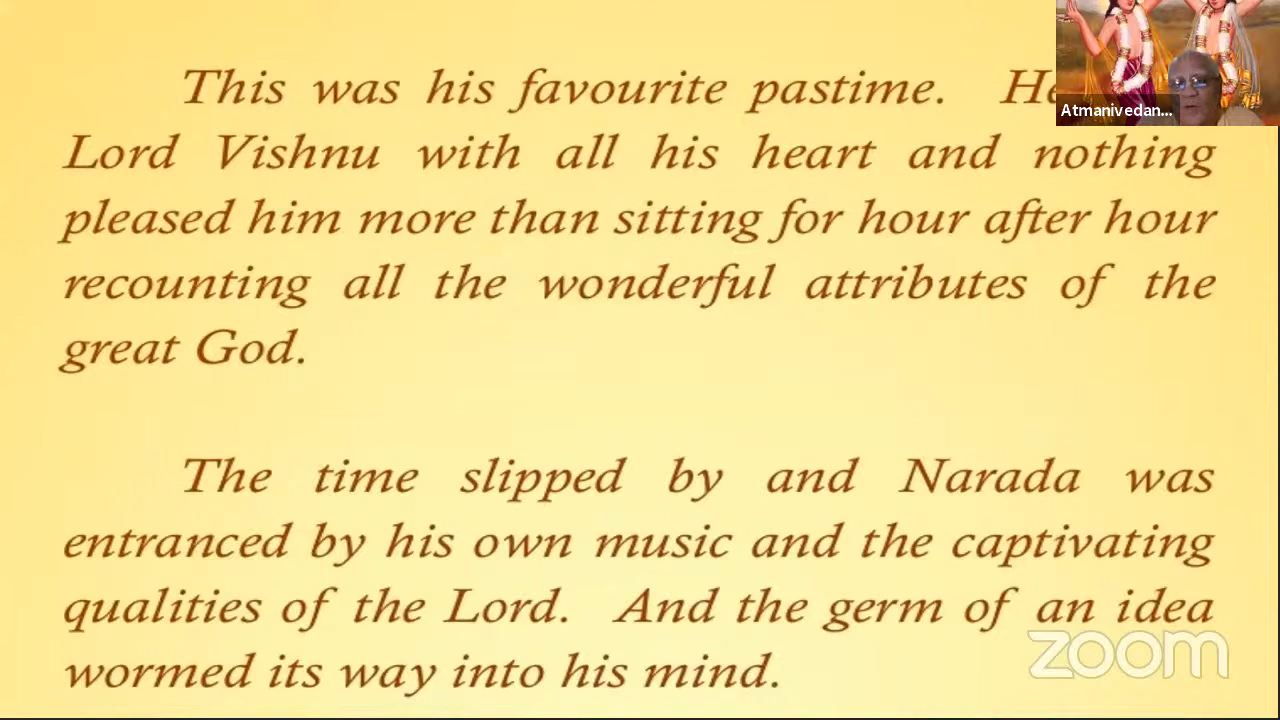 This was his favourite pastime. He
Lord Vishnu with all his heart and nothing
pleased him more than sitting for hour after hour
recounting all the wonderful attributes of the
great God.
The time slipped by and Narada was
entranced by his own music and the captivating
qualities of the Lord. And the germ of an idea
wormed its way into his mind.
Atmanivedan...
zoom